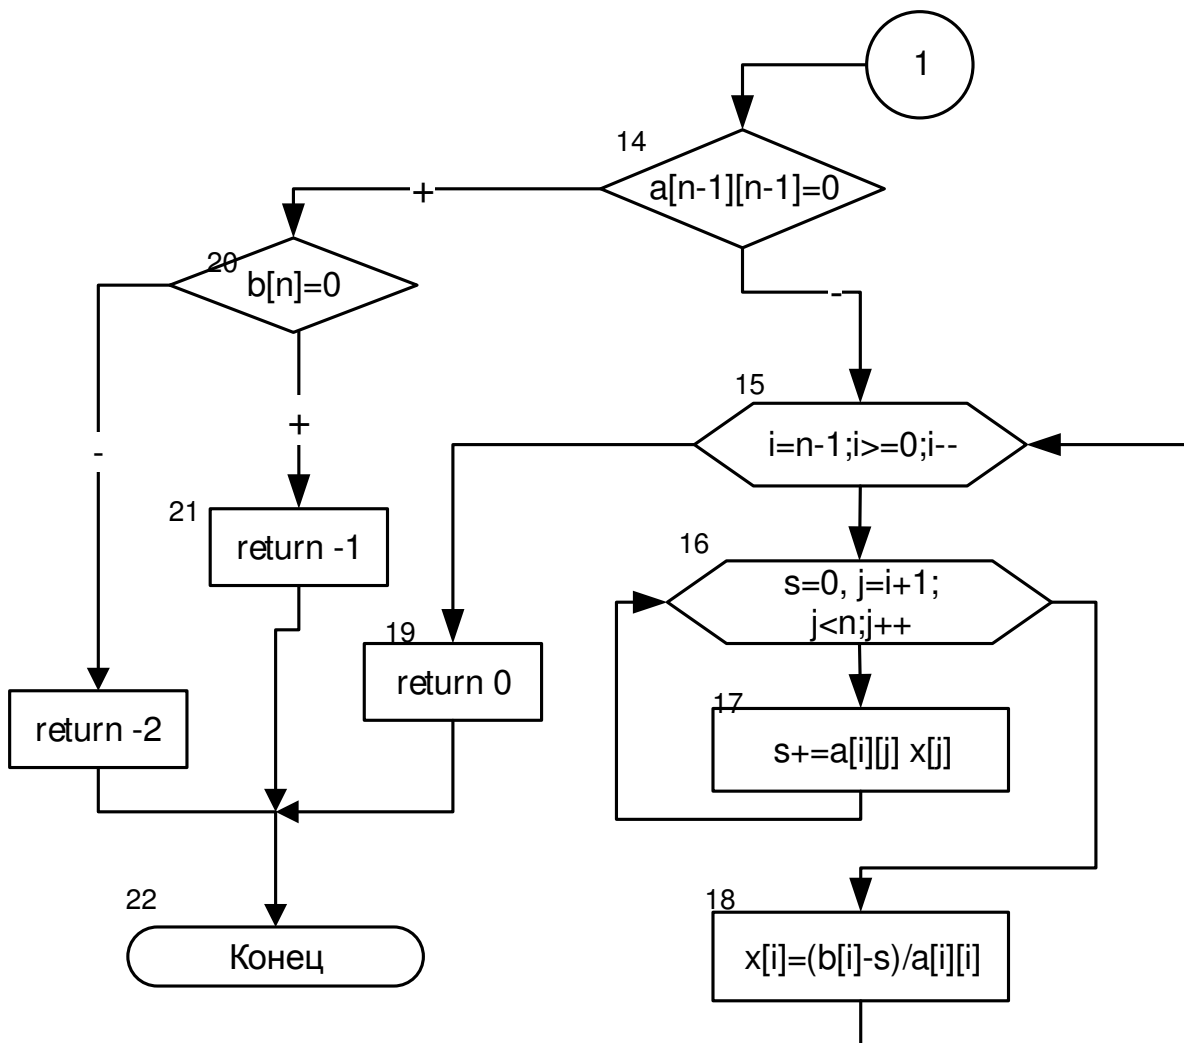 1
14
a[n-1][n-1]=0
+
20
b[n]=0
-
15
i=n-1;i>=0;i--
+
-
21
return -1
16
s=0, j=i+1;
j<n;j++
19
return 0
17
return -2
s+=a[i][j] x[j]
22
18
Конец
x[i]=(b[i]-s)/a[i][i]